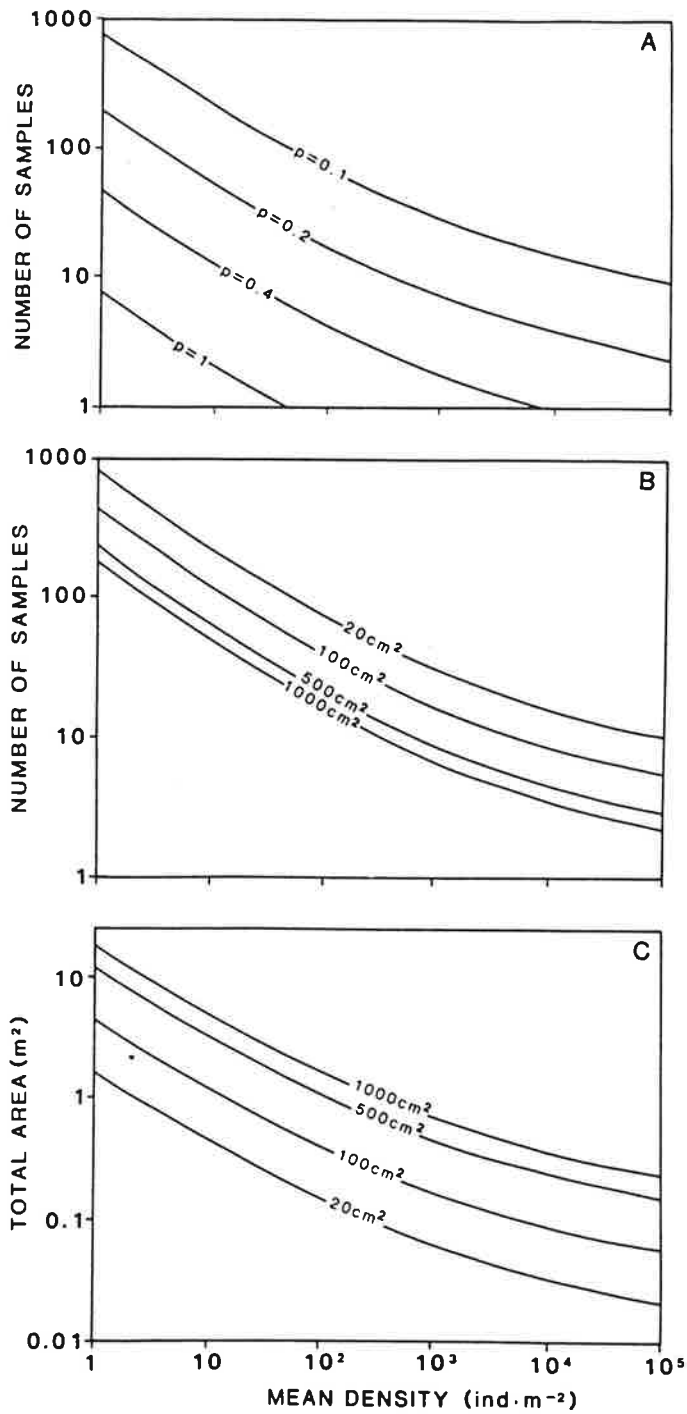 A
NUMBER OF SAMPLES
1000
100
10
1
p=0.1
p=0.2
p=0.4
p=1
B
NUMBER OF SAMPLES
1000
100
10
1
20cm²
100cm²
500cm²
1000cm²
C
TOTAL AREA (m²)
10
1
0.1
0.01
1000cm²
500cm²
100cm²
20cm²
1 10 10² 10³ 10⁴ 10⁵
MEAN DENSITY (ind·m⁻²)